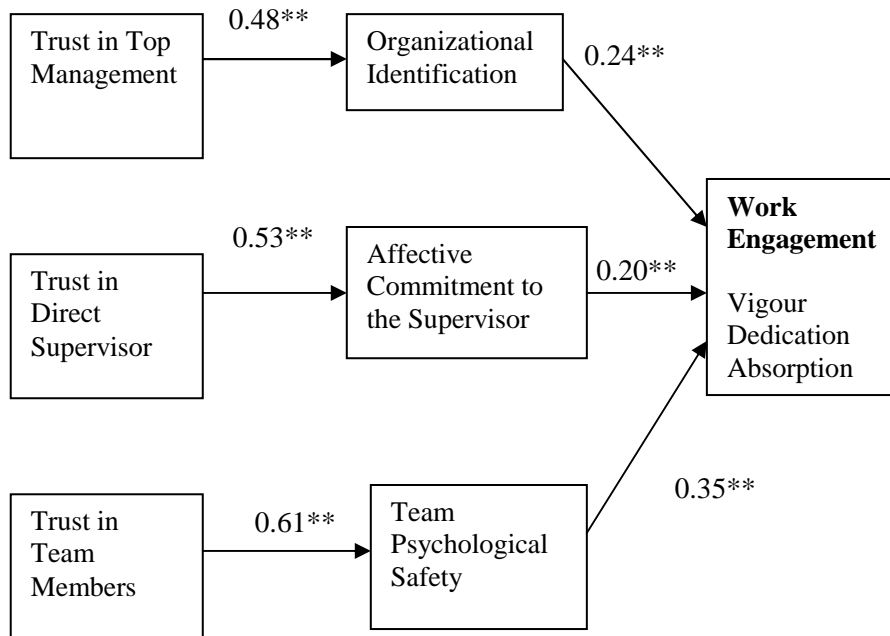 0.48**
Trust in Top
Management
Organizational
Identification
0.24**
Work
Engagement
Vigour
Dedication
Absorption
0.53**
Trust in
Direct
Supervisor
Affective
Commitment to
the Supervisor
0.20**
Trust in
Team
Members
0.61**
Team
Psychological
Safety
0.35**